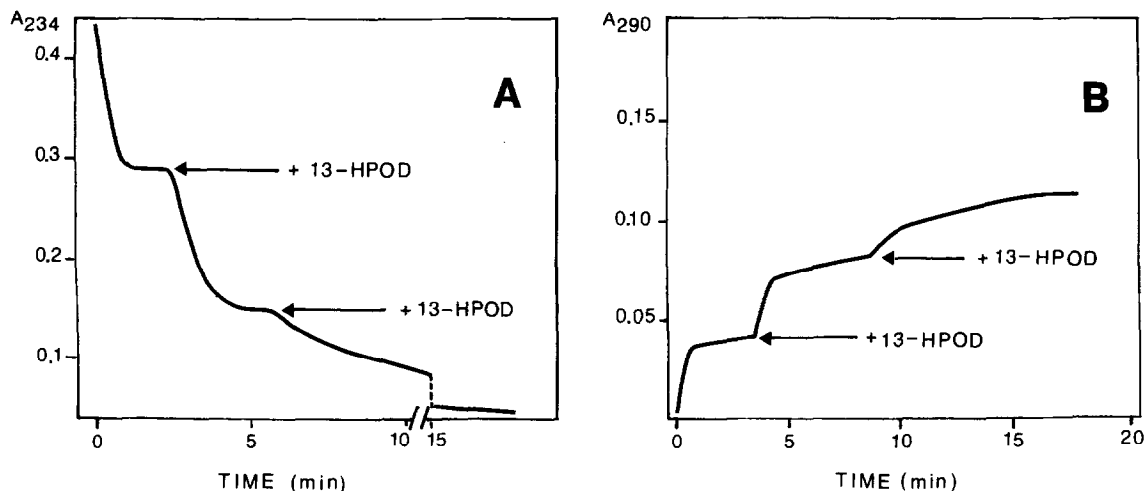 A234
0.4
0.3
0.2
0.1
A
+ 13-HPOD
+ 13-HPOD
0 5 10 15
TIME (min)
A290
0,15
0.10
0.05
B
+ 13-HPOD
+ 13-HPOD
0 5 10 15 20
TIME (min)